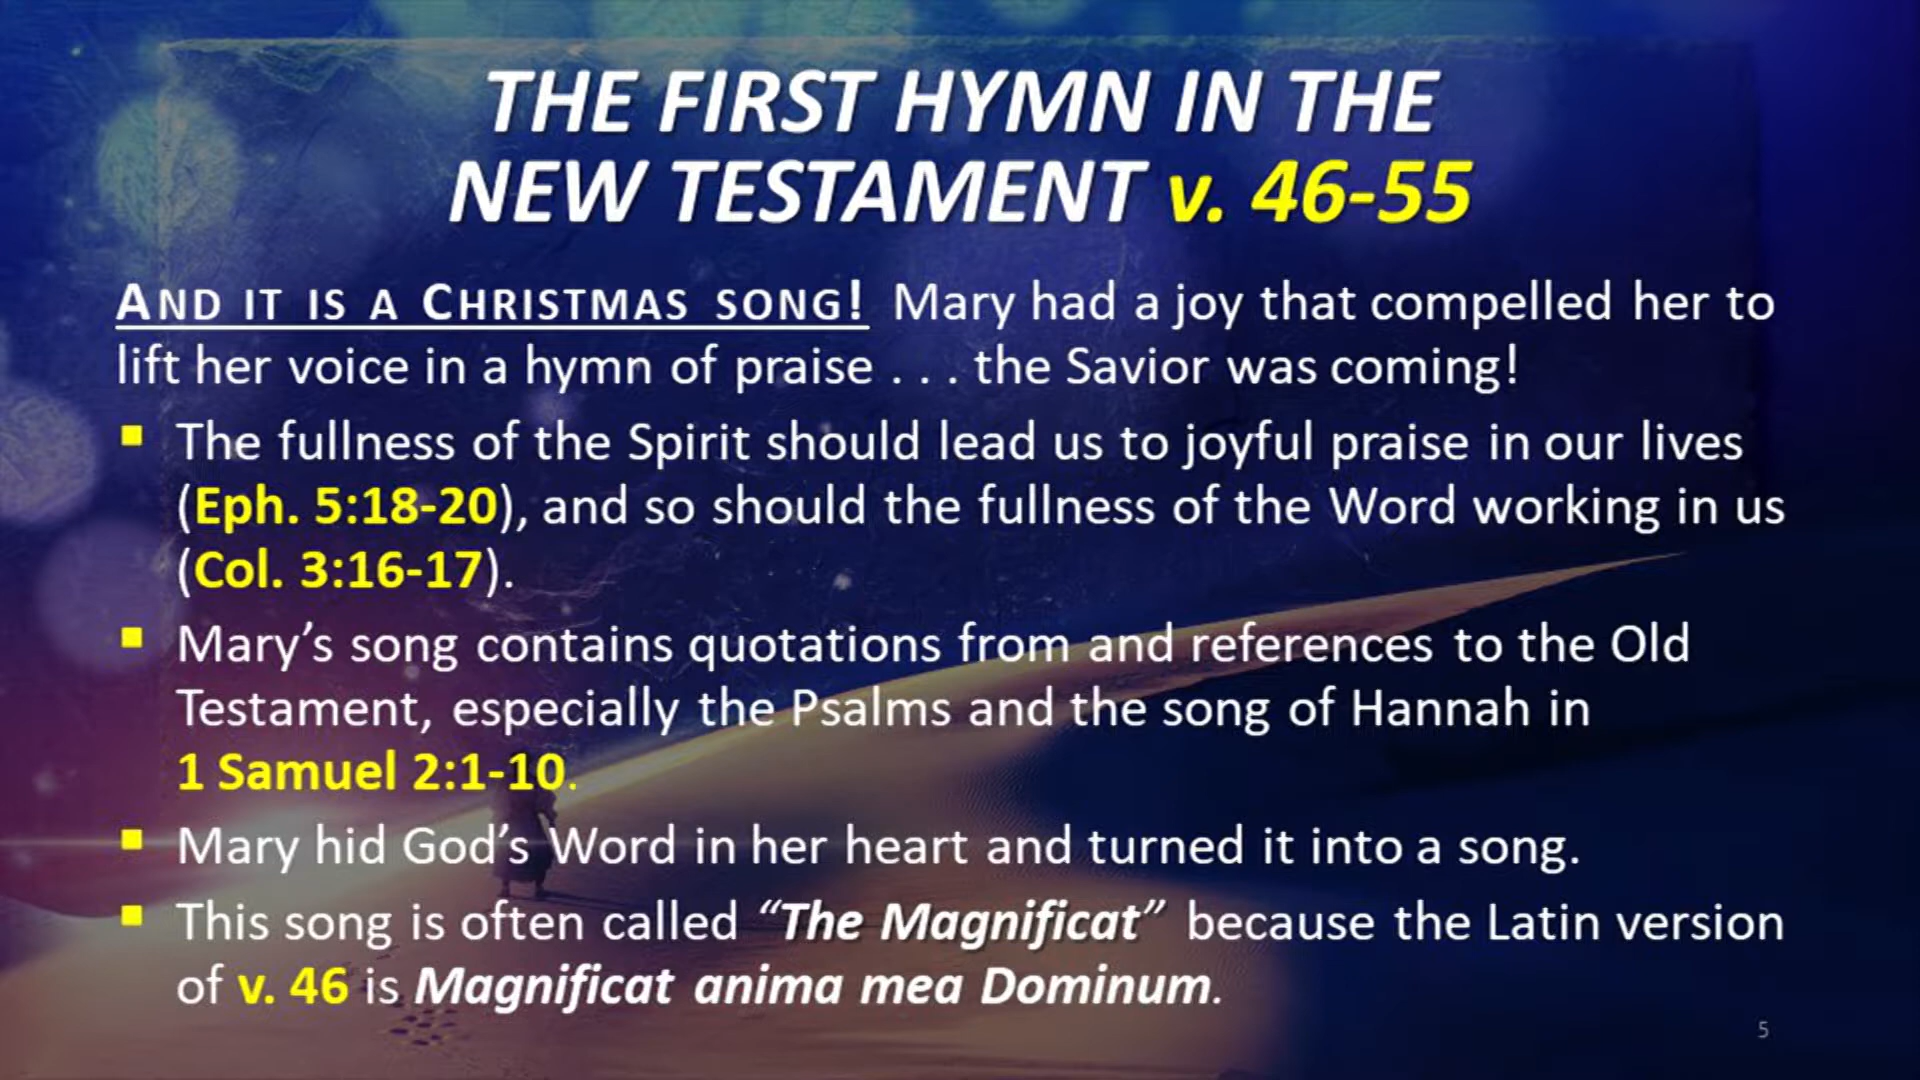 THE FIRST HYMN IN THE
NEW TESTAMENT v. 46-55
AND IT IS A CHRISTMAS SONG! Mary had a joy that compelled her to
lift her voice in a hymn of praise . . . the Savior was coming!
▪ The fullness of the Spirit should lead us to joyful praise in our lives
(Eph. 5:18-20), and so should the fullness of the Word working in us
(Col. 3:16-17).
▪ Mary’s song contains quotations from and references to the Old
Testament, especially the Psalms and the song of Hannah in
1 Samuel 2:1-10.
▪ Mary hid God’s Word in her heart and turned it into a song.
▪ This song is often called “The Magnificat” because the Latin version
of v. 46 is Magnificat anima mea Dominum.
5